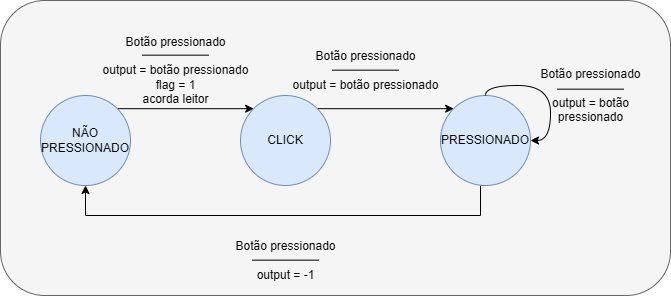 Botão pressionado
output = botão pressionado
flag = 1
acorda leitor
Botão pressionado
output = botão pressionado
Botão pressionado
output = botão
pressionado
NÃO
PRESSIONADO
CLICK
PRESSIONADO
Botão pressionado
output = -1